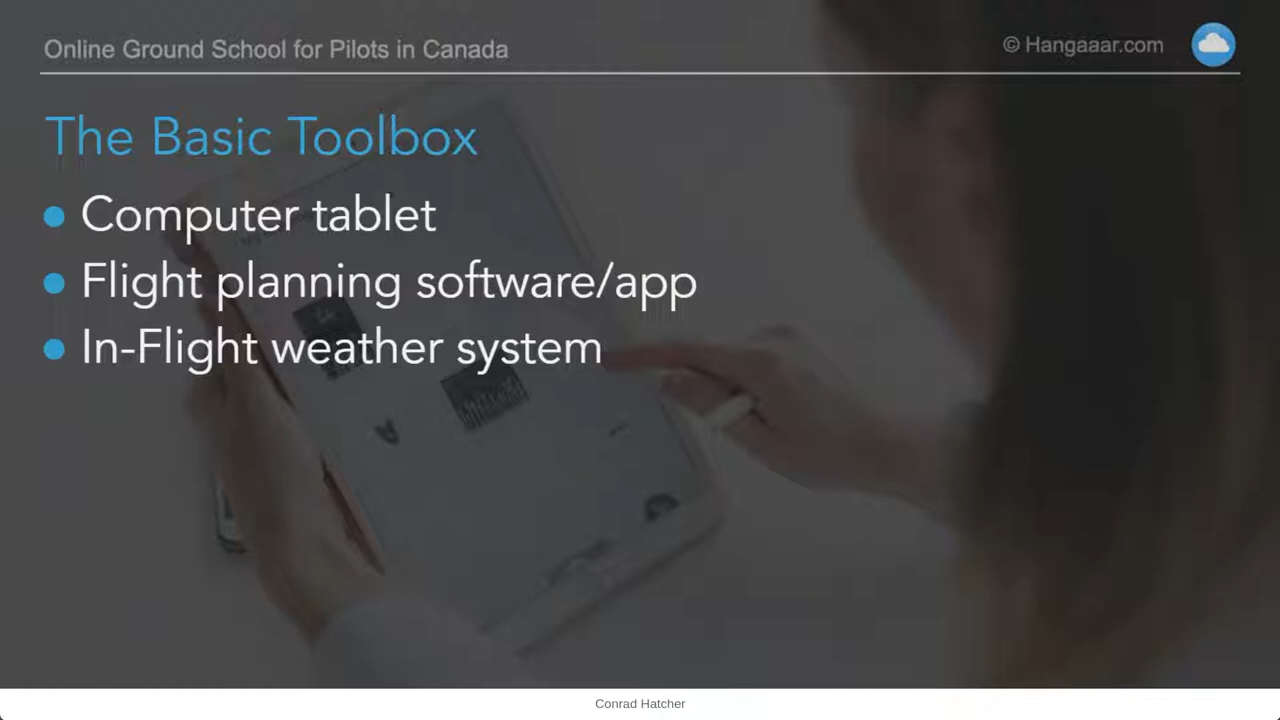 Online Ground School for Pilots in Canada
© Hangaaar.com
The Basic Toolbox
Computer tablet
Flight planning software/app
In-Flight weather system
Conrad Hatcher